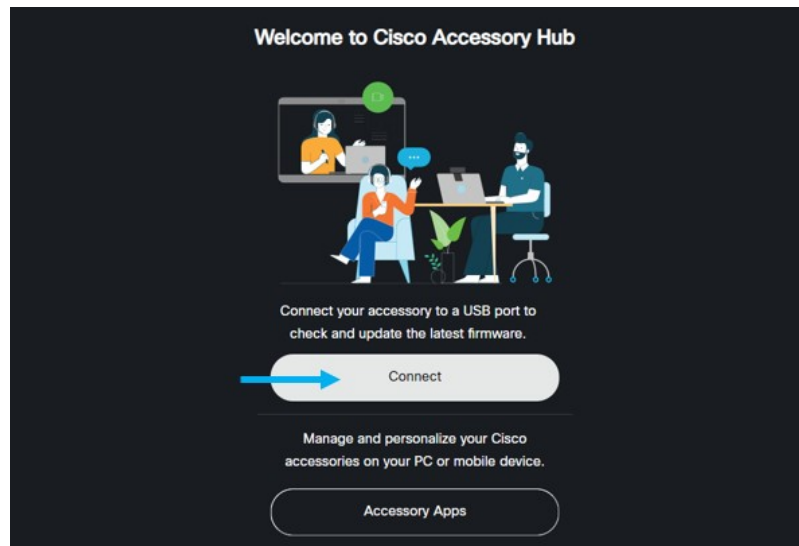 Welcome to Cisco Accessory Hub
Connect your accessory to a USB port to
check and update the latest firmware.
Connect
Manage and personalize your Cisco
accessories on your PC or mobile device.
Accessory Apps